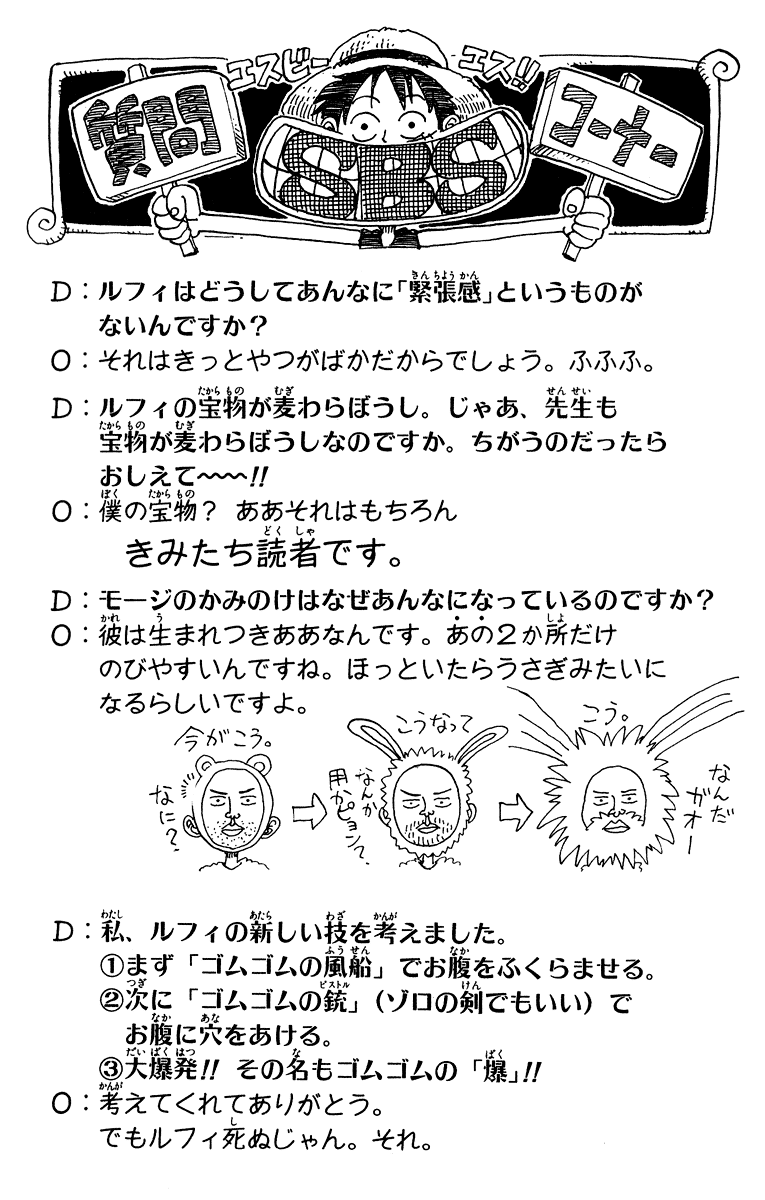 エスビーエス!!
質問
SBS
コーナー
D：ルフィはどうしてあんなに「緊張感」というものが
ないんですか？
O：それはきっとやつがばかだからでしょう。ふふふ。
D：ルフィの宝物が麦わらぼうし。じゃあ、先生も
宝物が麦わらぼうしなのですか。ちがうのだったら
おしえて〜〜〜!!
O：僕の宝物？ ああそれはもちろん
きみたち読者です。
D：モージのかみのけはなぜあんなになっているのですか？
O：彼は生まれつきああなんです。あの２か所だけ
のびやすいんですね。ほっといたらうさぎみたいに
なるらしいですよ。
今がこう。
なに？
こうなって
なんか
用かピョン？
こう。
なんだ
ガオー
D：私、ルフィの新しい技を考えました。
①まず「ゴムゴムの風船」でお腹をふくらませる。
②次に「ゴムゴムの銃」（ゾロの剣でもいい）で
お腹に穴をあける。
③大爆発!! その名もゴムゴムの「爆」!!
O：考えてくれてありがとう。
でもルフィ死ぬじゃん。それ。